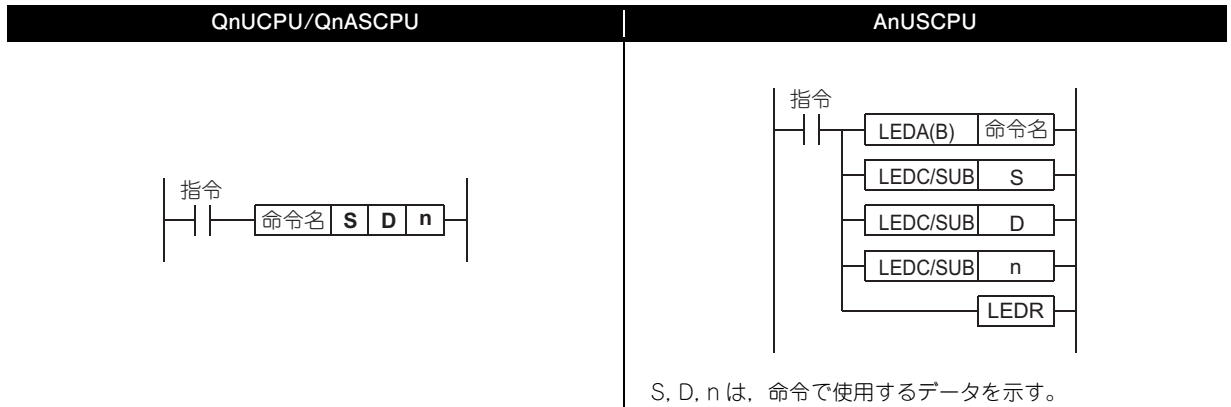 QnUCPU/QnASCPU
AnUSCPU
指令
命令名 S D n
指令
LEDA(B) 命令名
LEDC/SUB S
LEDC/SUB D
LEDC/SUB n
LEDR
S, D, n は，命令で使用するデータを示す。